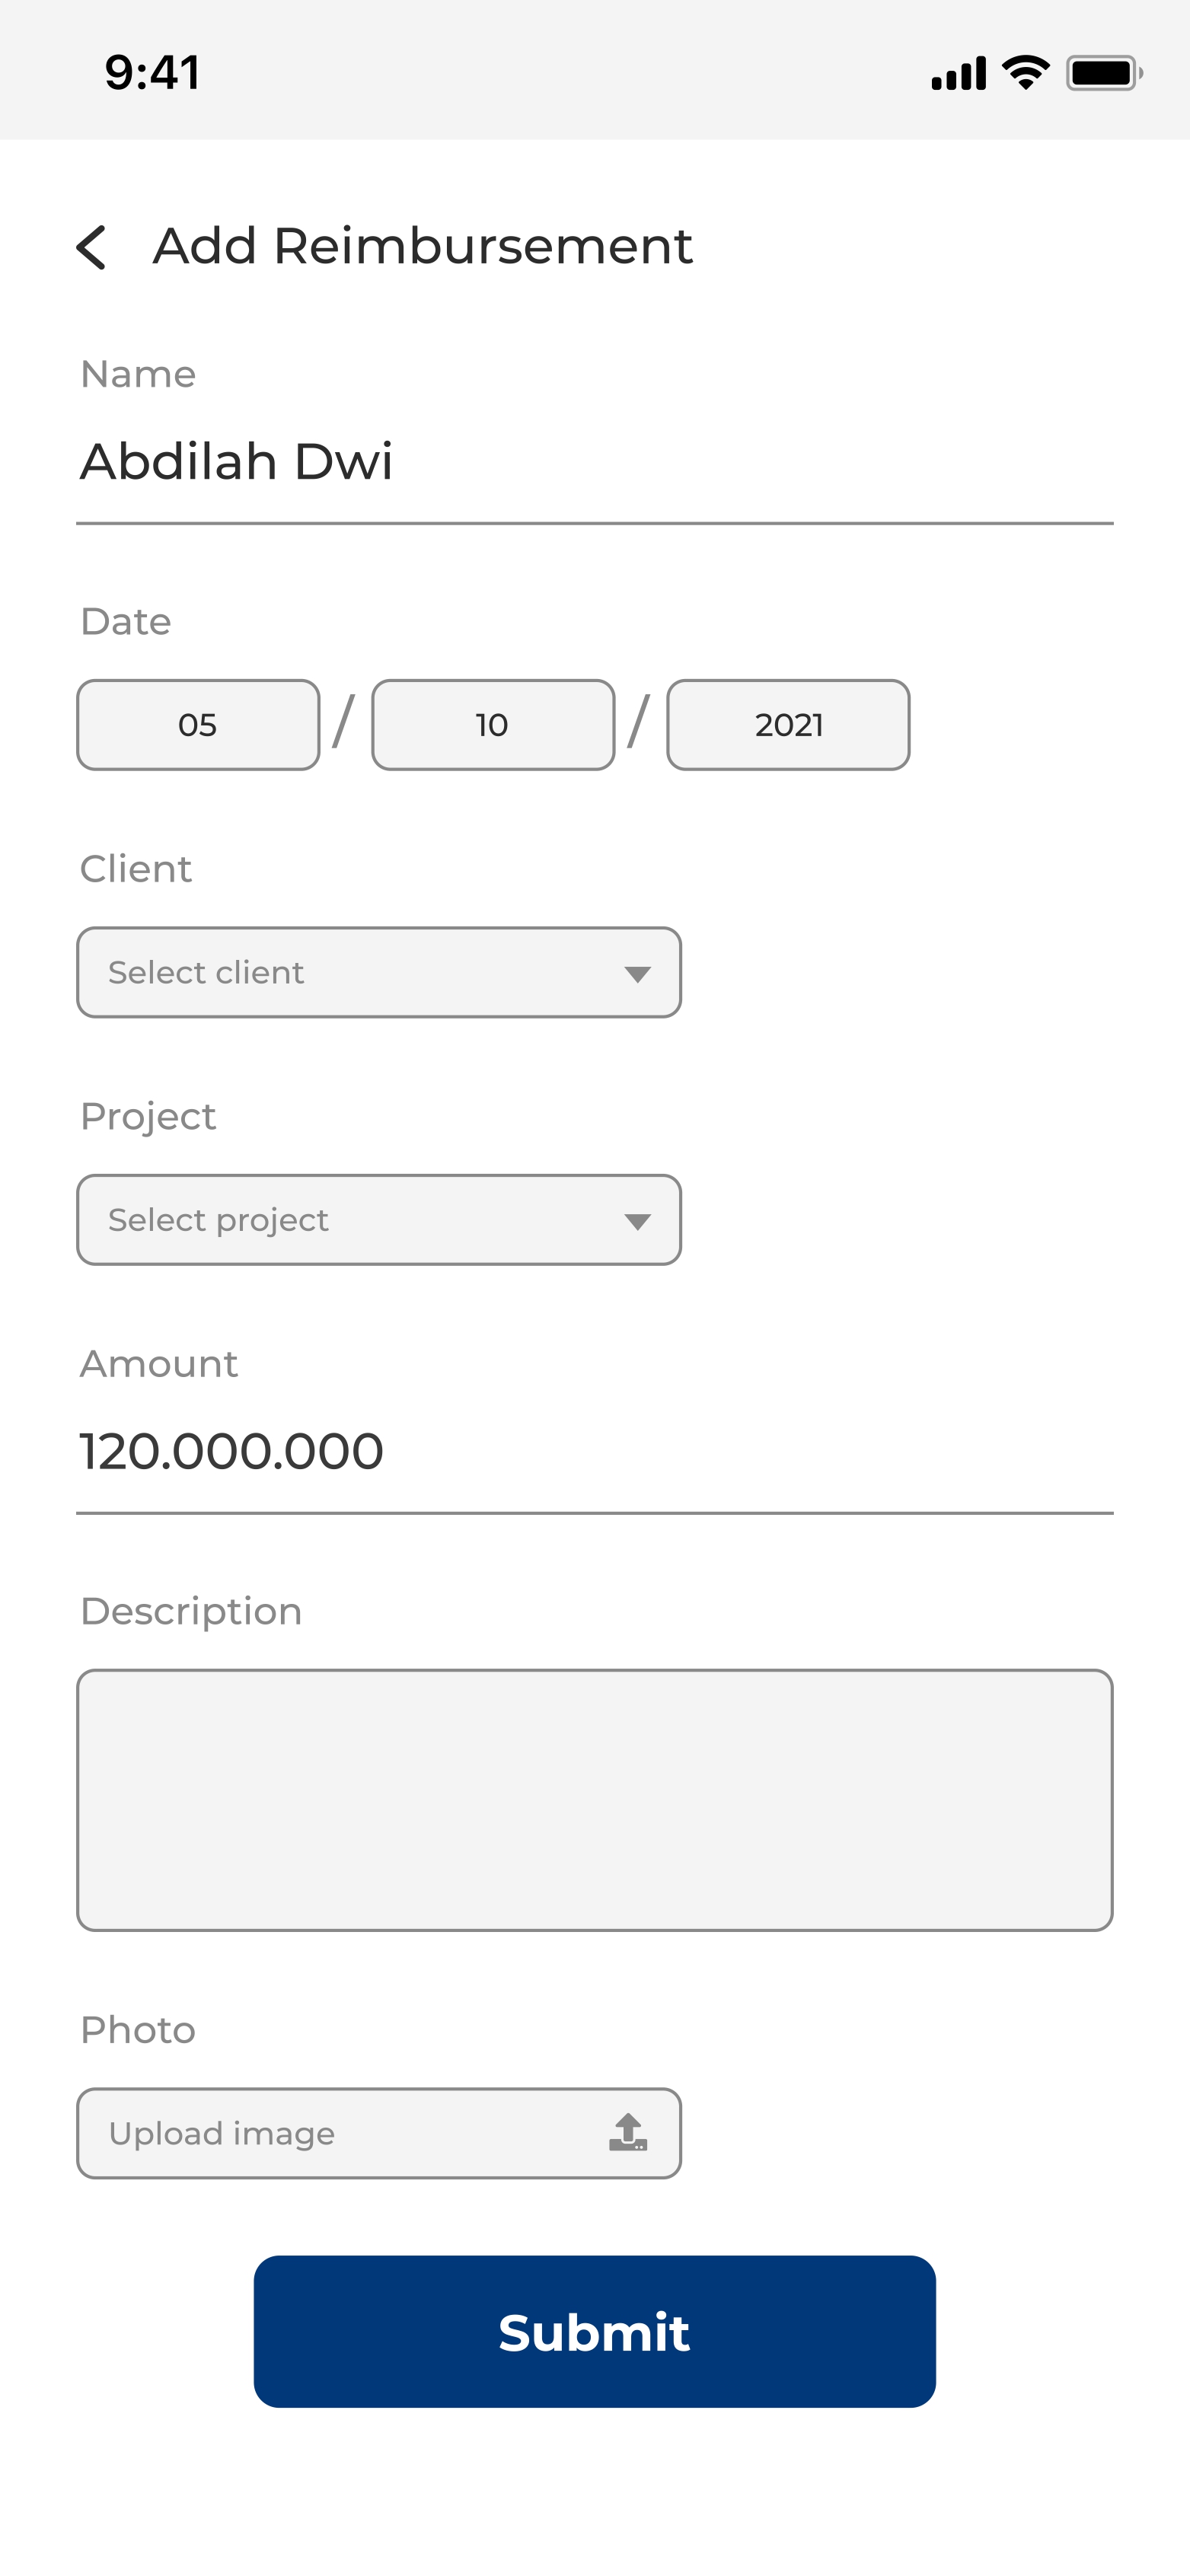 9:41
Add Reimbursement
Name
Abdilah Dwi
Date
05 / 10 / 2021
Client
Select client
Project
Select project
Amount
120.000.000
Description
Photo
Upload image
Submit